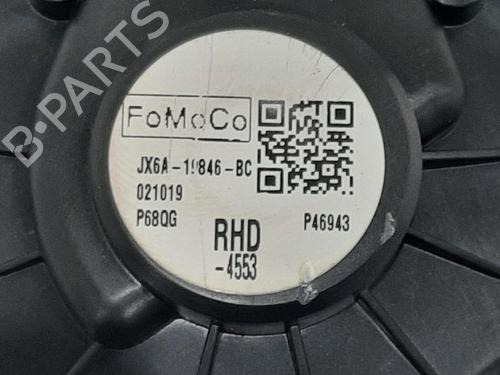 FoMoCo
JX6A-19846-BC
021019
P68QG
RHD
-4553
P46943
B-PARTS